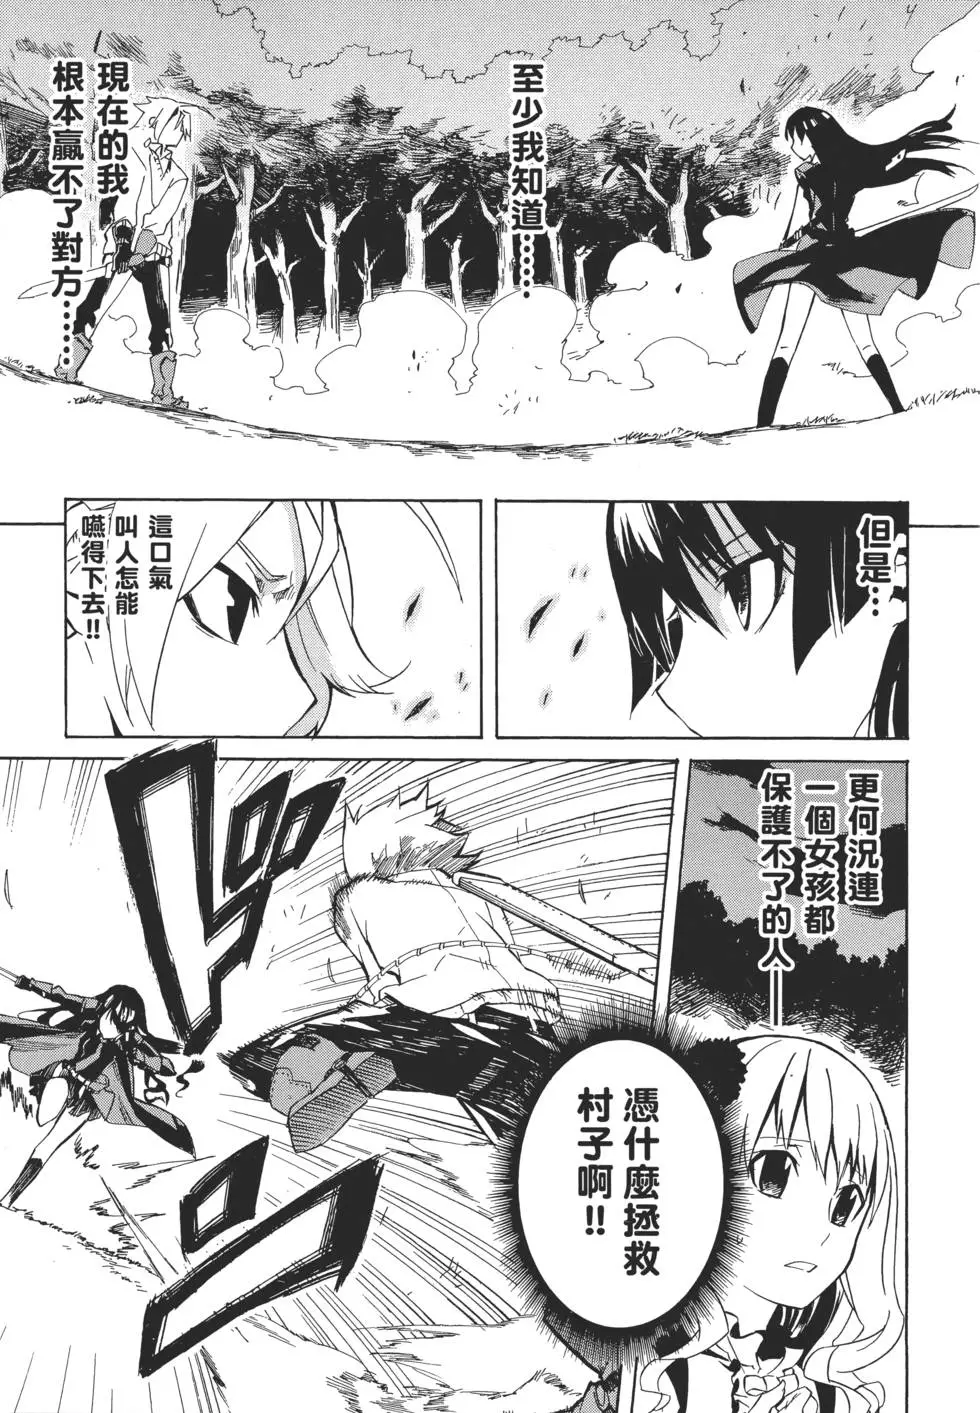 至少我知道……
現在的我
根本贏不了對方……
但是…
這口氣
叫人怎能
嚥得下去!!
更何況連
一個女孩都
保護不了的人──
憑什麼拯救
村子啊!!
ドン